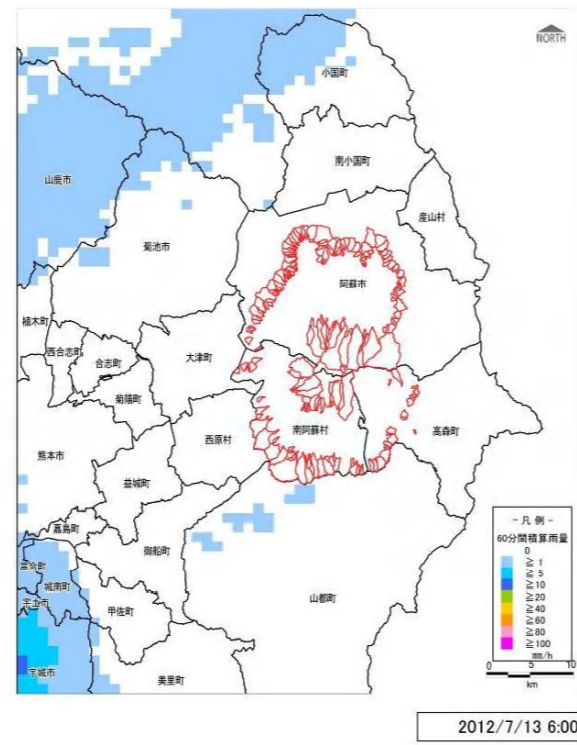 NORTH
小国町
南小国町
山鹿市
産山村
菊池市
阿蘇市
植木町
西合志町
合志町
大津町
菊陽町
南阿蘇村
高森町
西原村
熊本市
益城町
嘉島町
御船町
富合町
城南町
宇土市
甲佐町
山都町
宇城市
美里町
- 凡 例 -
60分間積算雨量
0
≧ 1
≧ 5
≧ 10
≧ 20
≧ 40
≧ 60
≧ 80
≧ 100
mm/h
0 5 10
km
2012/7/13 6:00